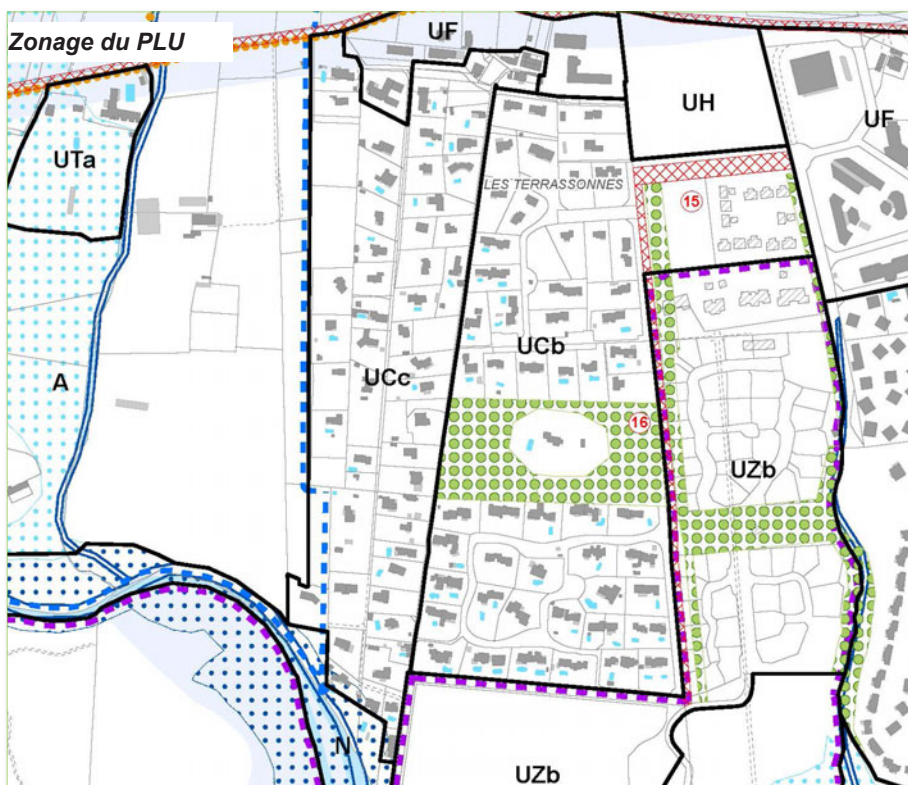 Zonage du PLU
UF
UH
UF
UTa
LES TERRASSONNES
15
A
UCc
UCb
16
UZb
N
UZb